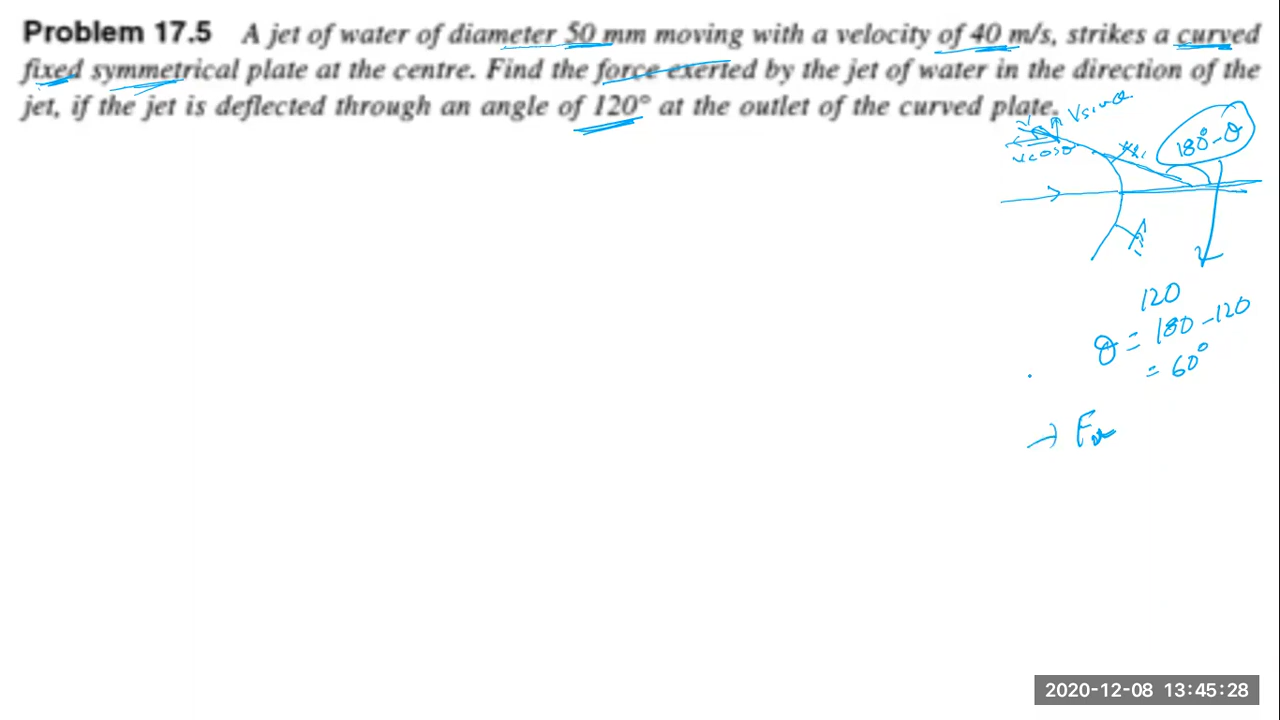 Problem 17.5 A jet of water of diameter 50 mm moving with a velocity of 40 m/s, strikes a curved
fixed symmetrical plate at the centre. Find the force exerted by the jet of water in the direction of the
jet, if the jet is deflected through an angle of 120° at the outlet of the curved plate.
V sin θ
V cos θ
180° - θ
120
θ = 180 - 120
= 60°
→ Fx
2020-12-08 13:45:28